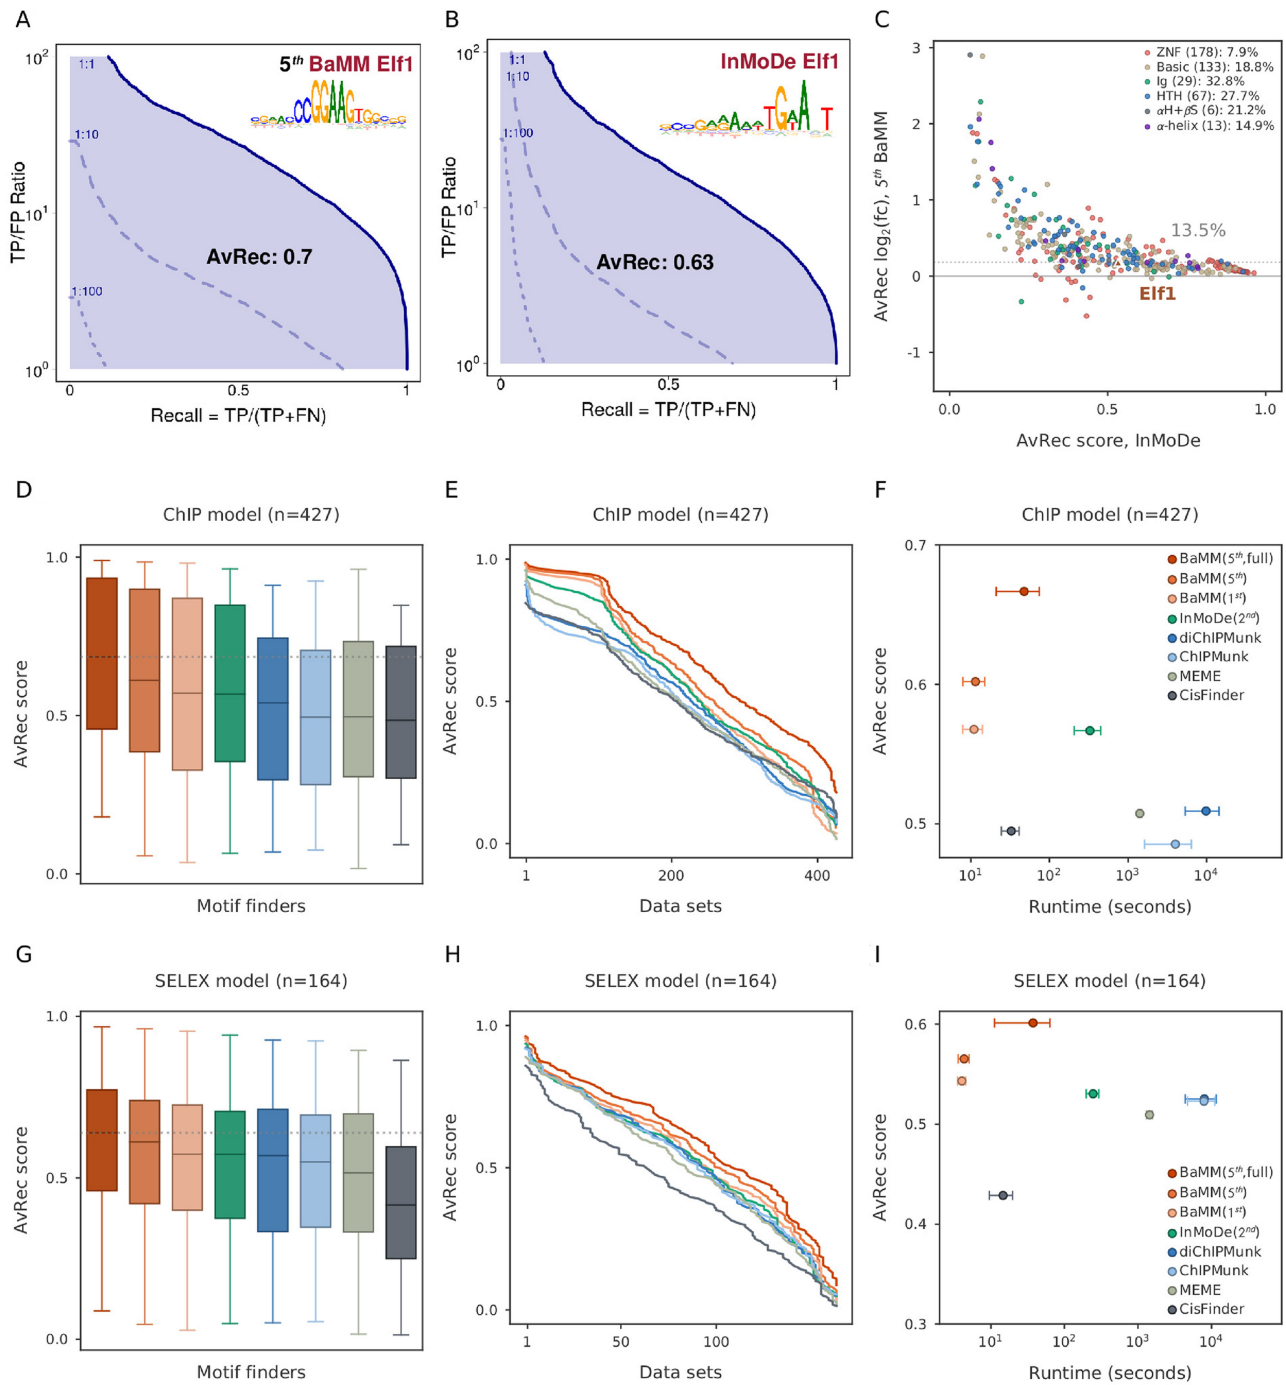 A
5th BaMM Elf1
10²
1:1
1:10
10¹
AvRec: 0.7
1:100
10⁰
TP/FP Ratio
0
0.5
1
Recall = TP/(TP+FN)
B
InMoDe Elf1
10²
1:1
1:10
1:100
10¹
AvRec: 0.63
10⁰
TP/FP Ratio
0
0.5
1
Recall = TP/(TP+FN)
C
ZNF (178): 7.9%
Basic (133): 18.8%
Ig (29): 32.8%
HTH (67): 27.7%
αH+βS (6): 21.2%
α-helix (13): 14.9%
3
2
1
0
-1
13.5%
Elf1
AvRec log₂(fc), 5th BaMM
0.0
0.5
1.0
AvRec score, InMoDe
D
ChIP model (n=427)
1.0
0.5
0.0
AvRec score
Motif finders
E
ChIP model (n=427)
1.0
0.5
0.0
AvRec score
1
200
400
Data sets
F
ChIP model (n=427)
0.7
0.6
0.5
AvRec score
BaMM(5th,full)
BaMM(5th)
BaMM(1st)
InMoDe(2nd)
diChIPMunk
ChIPMunk
MEME
CisFinder
10¹
10²
10³
10⁴
Runtime (seconds)
G
SELEX model (n=164)
1.0
0.5
0.0
AvRec score
Motif finders
H
SELEX model (n=164)
1.0
0.5
0.0
AvRec score
1
50
100
Data sets
I
SELEX model (n=164)
0.6
0.5
0.4
0.3
AvRec score
BaMM(5th,full)
BaMM(5th)
BaMM(1st)
InMoDe(2nd)
diChIPMunk
ChIPMunk
MEME
CisFinder
10¹
10²
10³
10⁴
Runtime (seconds)